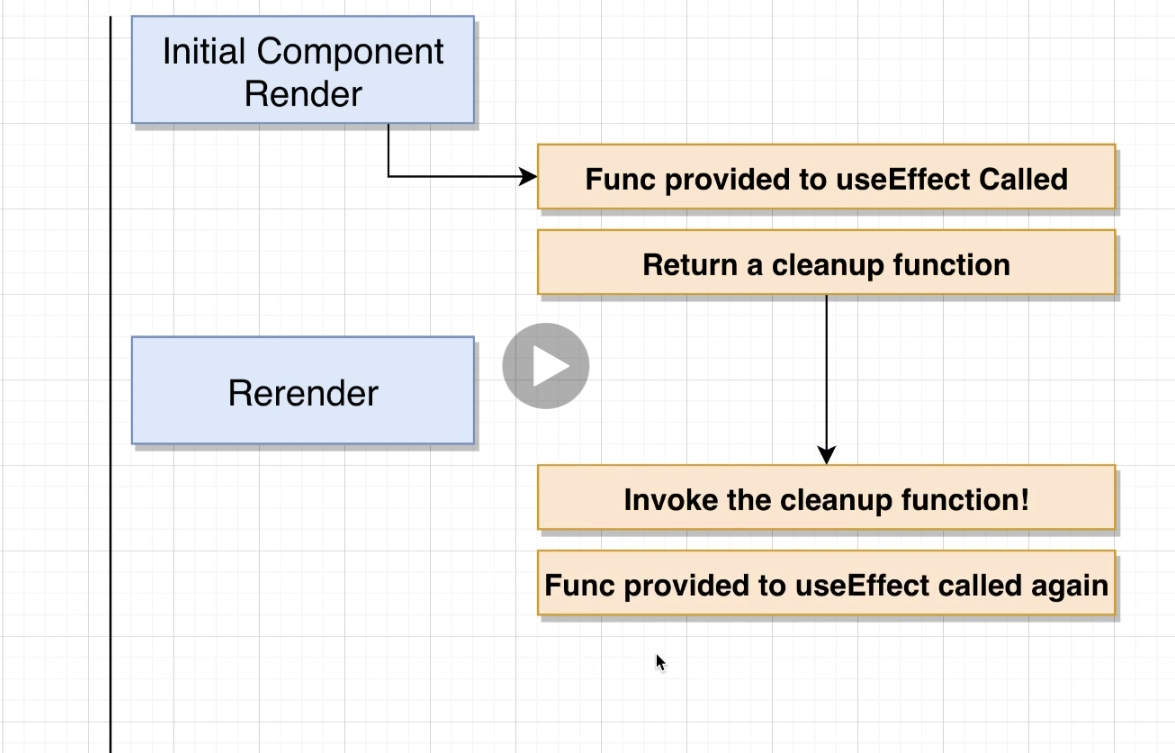 Initial Component
Render
Func provided to useEffect Called
Return a cleanup function
Rerender
Invoke the cleanup function!
Func provided to useEffect called again